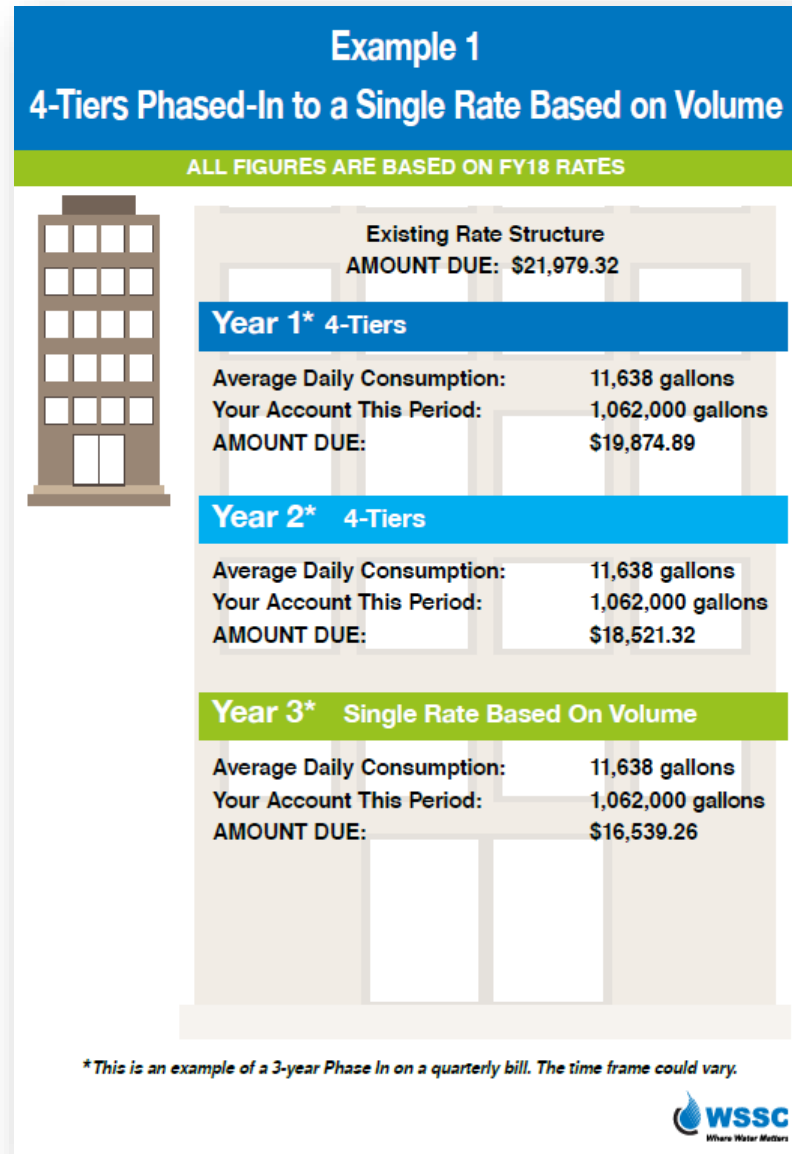 Example 1
4-Tiers Phased-In to a Single Rate Based on Volume
ALL FIGURES ARE BASED ON FY18 RATES
Existing Rate Structure
AMOUNT DUE: $21,979.32
Year 1* 4-Tiers
Average Daily Consumption: 11,638 gallons
Your Account This Period: 1,062,000 gallons
AMOUNT DUE: $19,874.89
Year 2* 4-Tiers
Average Daily Consumption: 11,638 gallons
Your Account This Period: 1,062,000 gallons
AMOUNT DUE: $18,521.32
Year 3* Single Rate Based On Volume
Average Daily Consumption: 11,638 gallons
Your Account This Period: 1,062,000 gallons
AMOUNT DUE: $16,539.26
*This is an example of a 3-year Phase In on a quarterly bill. The time frame could vary.
WSSC
Where Water Matters